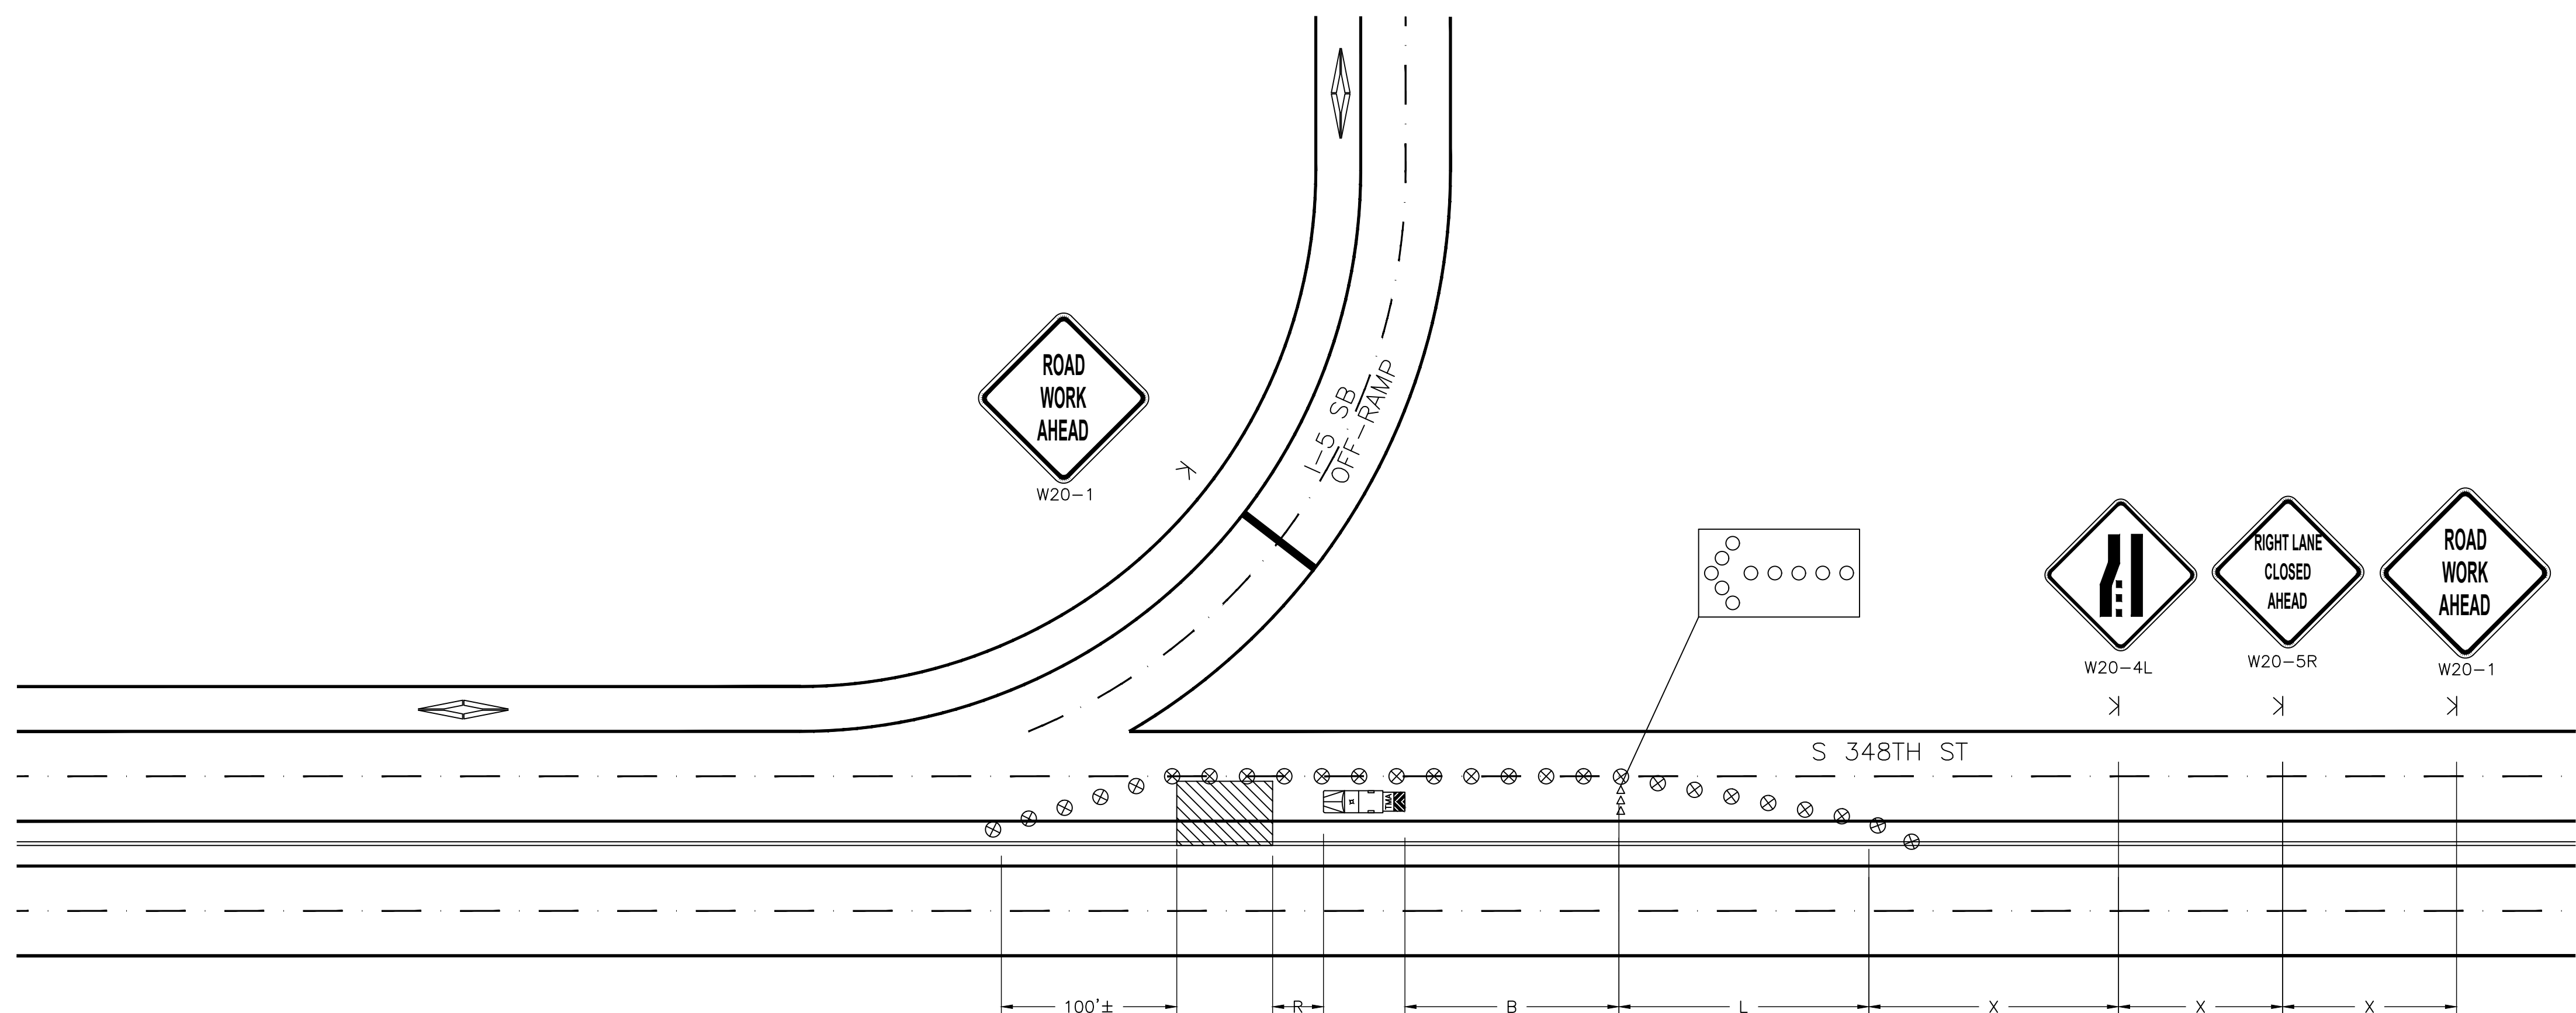 ROAD
WORK
AHEAD
W20-1
I-5 SB
OFF-RAMP
RIGHT LANE
CLOSED
AHEAD
ROAD
WORK
AHEAD
W20-4L
W20-5R
W20-1
S 348TH ST
TMA
100'±
R
B
L
X
X
X